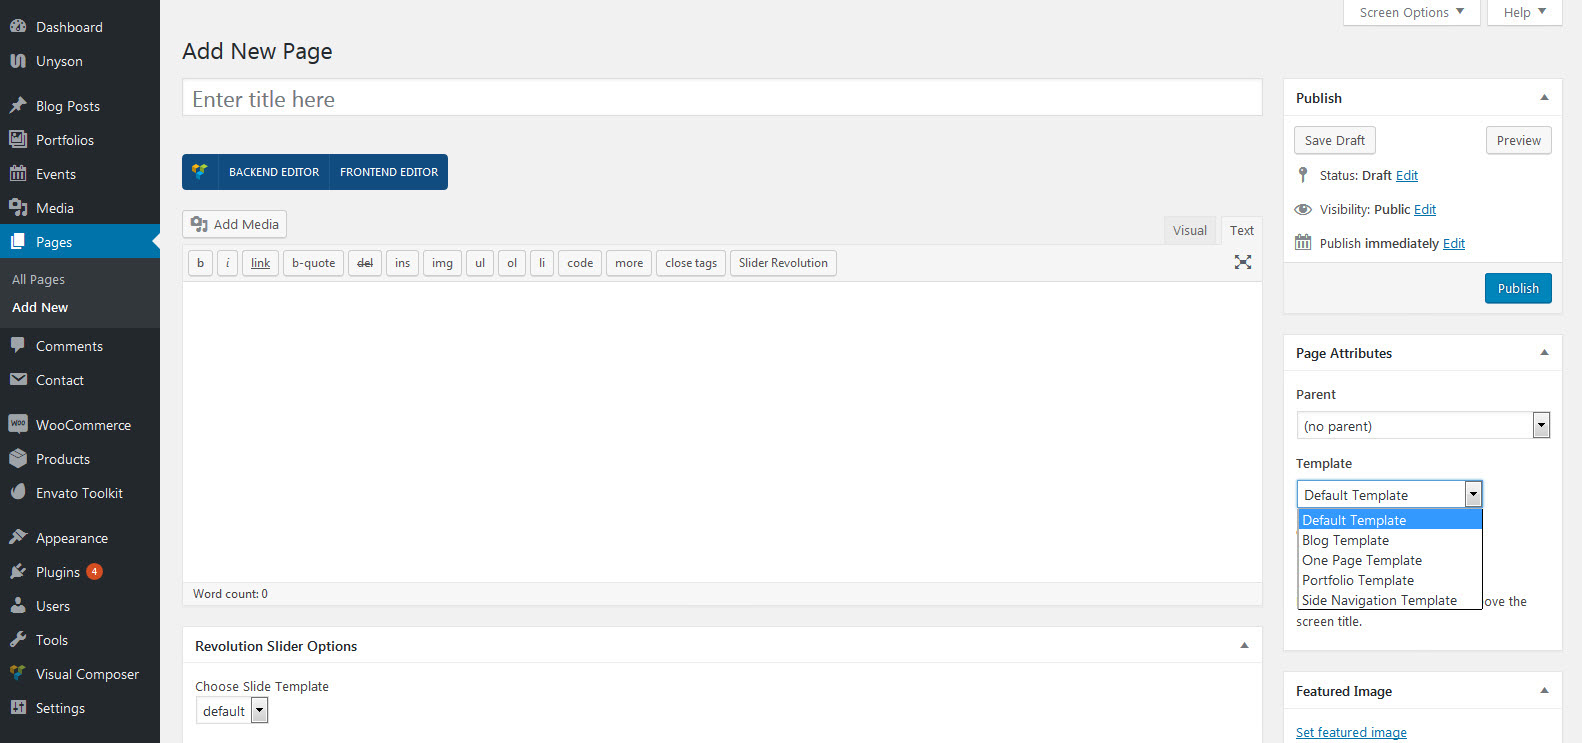 Screen Options
Help
Dashboard
Unyson
Blog Posts
Portfolios
Events
Media
Pages
All Pages
Add New
Comments
Contact
WOO WooCommerce
Products
Envato Toolkit
Appearance
Plugins 4
Users
Tools
Visual Composer
Settings
Add New Page
Enter title here
BACKEND EDITOR FRONTEND EDITOR
Add Media
Visual Text
b i link b-quote del ins img ul ol li code more close tags Slider Revolution
Word count: 0
Revolution Slider Options
Choose Slide Template
default
Publish
Save Draft Preview
Status: Draft Edit
Visibility: Public Edit
Publish immediately Edit
Publish
Page Attributes
Parent
(no parent)
Template
Default Template
Default Template
Blog Template
One Page Template
Portfolio Template
Side Navigation Template
the
screen title.
Featured Image
Set featured image